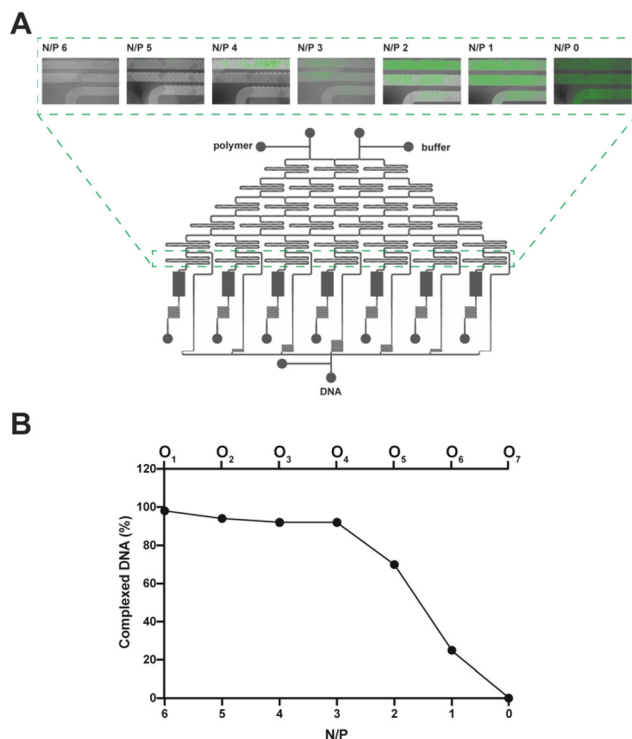 A
N/P 6 N/P 5 N/P 4 N/P 3 N/P 2 N/P 1 N/P 0
polymer buffer
DNA
B
O1 O2 O3 O4 O5 O6 O7
120
100
80
60
40
20
0
Complexed DNA (%)
6 5 4 3 2 1 0
N/P